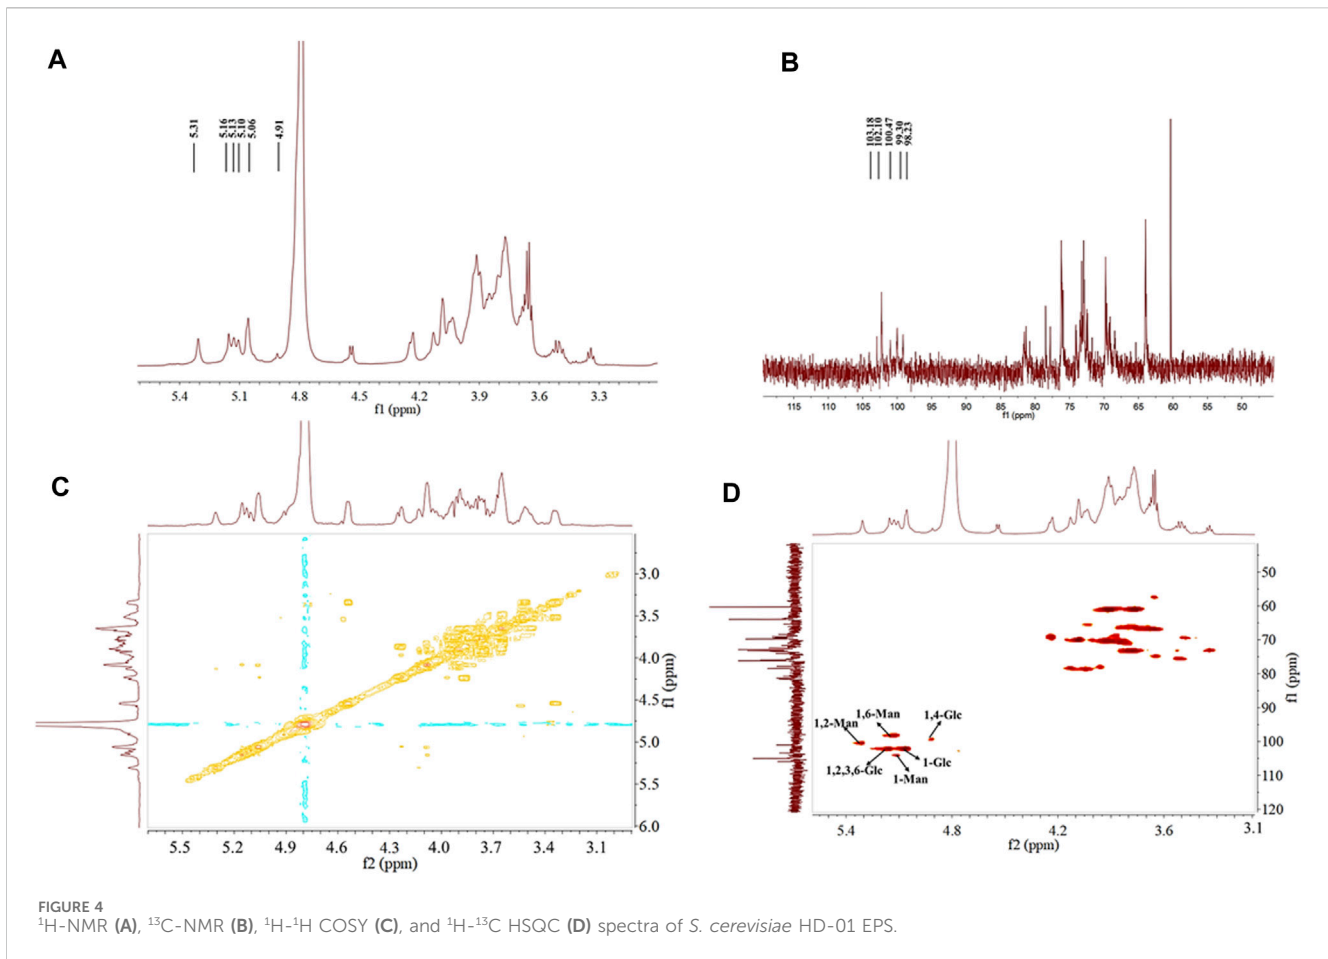 A
5.31
5.16
5.13
5.10
5.06
4.91
5.4 5.1 4.8 4.5 4.2 3.9 3.6 3.3
f1 (ppm)
B
103.18
102.10
100.47
99.30
98.23
115 105 100 95 90 85 80 75 70 65 60 55 50
f1 (ppm)
C
3.0
3.5
4.0
4.5
5.0
5.5
6.0
f1 (ppm)
5.5 5.2 4.9 4.6 4.3 4.0 3.7 3.4 3.1
f2 (ppm)
D
50
60
70
80
90
100
110
120
f1 (ppm)
1,6-Man
1,4-Glc
1,2-Man
1-Glc
1,2,3,6-Glc
1-Man
5.4 4.8 4.2 3.6 3.1
f2 (ppm)
FIGURE 4
¹H-NMR (A), ¹³C-NMR (B), ¹H-¹H COSY (C), and ¹H-¹³C HSQC (D) spectra of S. cerevisiae HD-01 EPS.